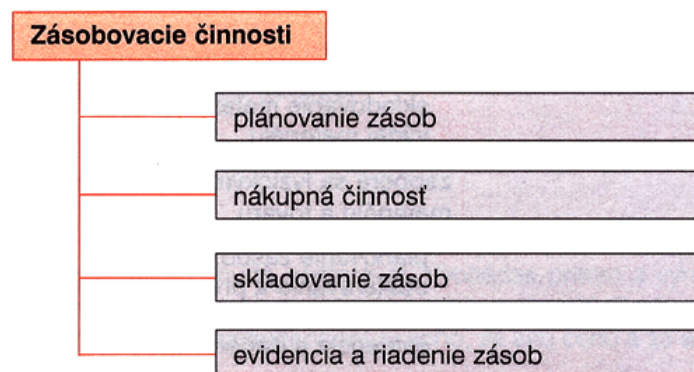 Zásobovacie činnosti
plánovanie zásob
nákupná činnosť
skladovanie zásob
evidencia a riadenie zásob